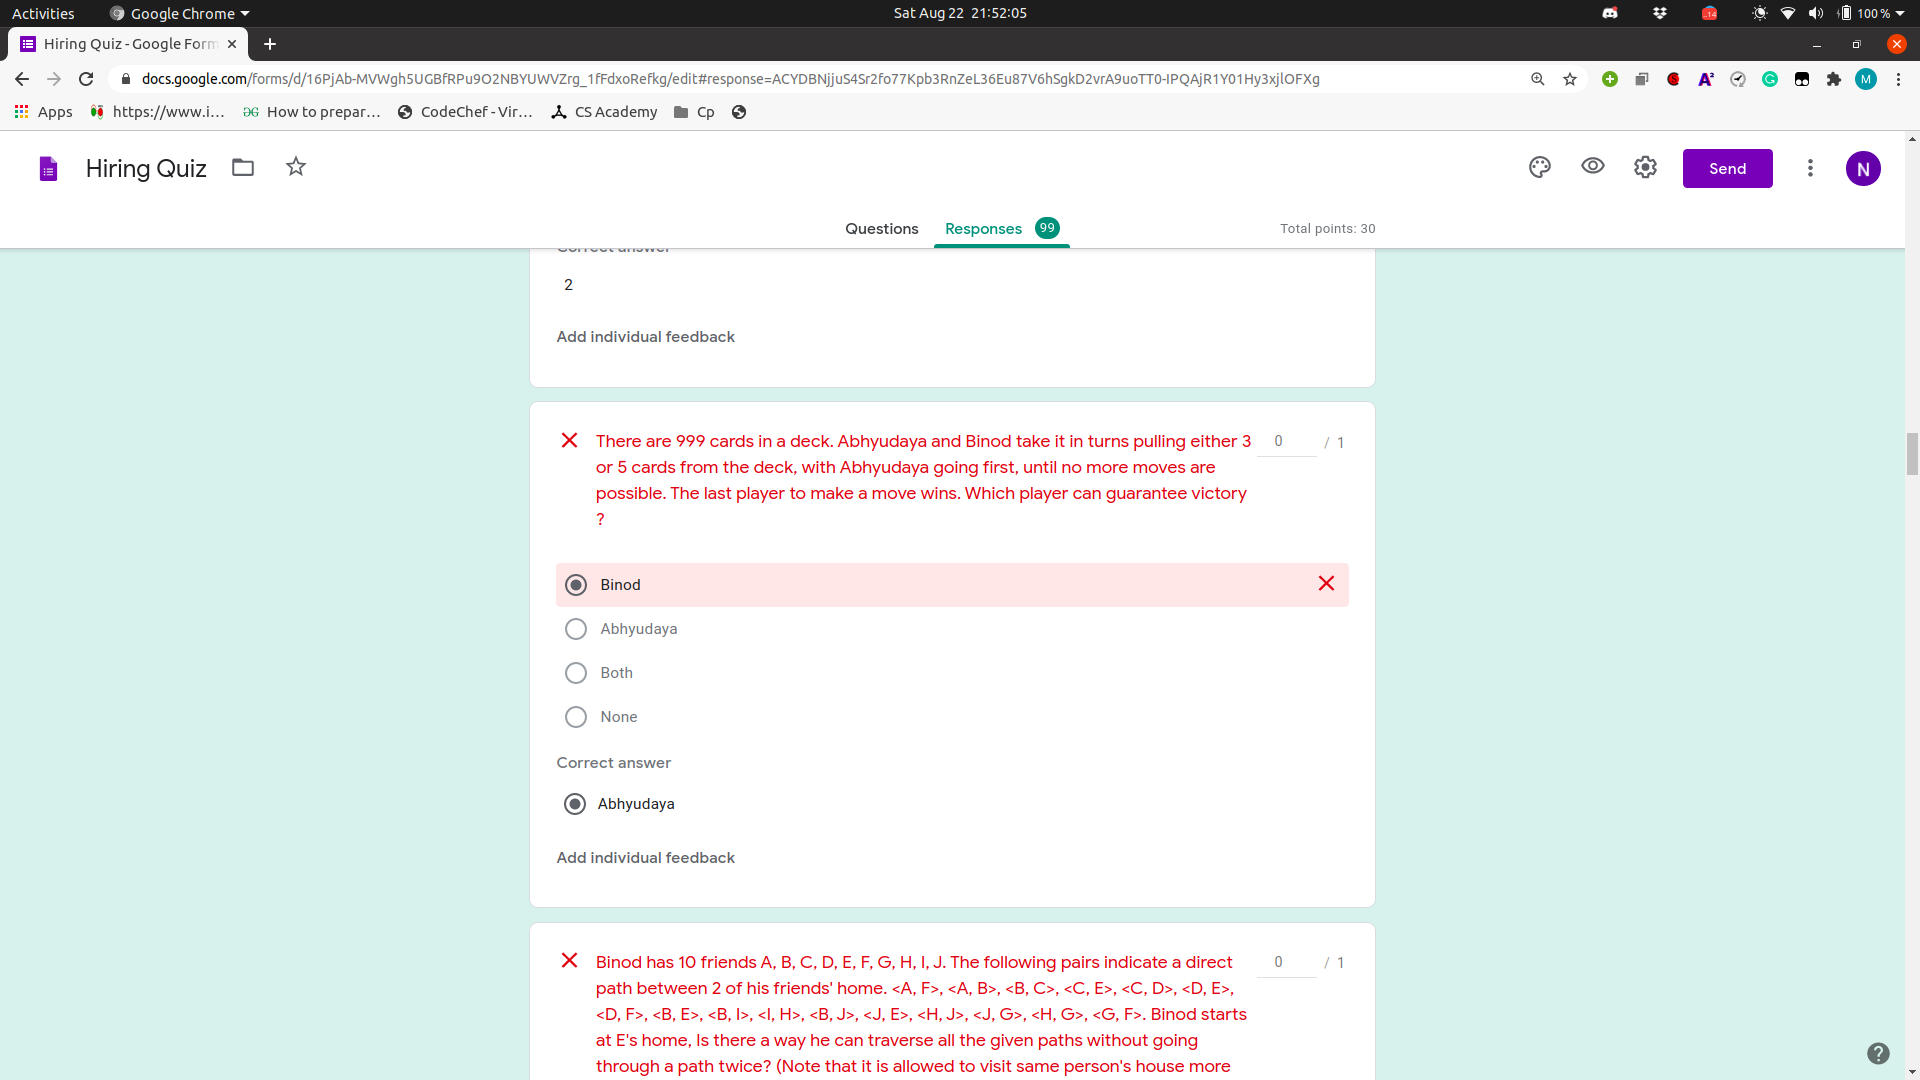 Activities
Google Chrome
Sat Aug 22 21:52:05
14
100 %
Hiring Quiz - Google Form
docs.google.com/forms/d/16PjAb-MVWgh5UGBfRPu9O2NBYUWVZrg_1fFdxoRefkg/edit#response=ACYDBNjjuS4Sr2fo77Kpb3RnZeL36Eu87V6hSgkD2vrA9uoTT0-IPQAjR1Y01Hy3xjlOFXg
M
Apps
https://www.i...
How to prepar...
CodeChef - Vir...
CS Academy
Cp
Hiring Quiz
Send
N
Questions
Responses
99
Total points: 30
Correct answer
2
Add individual feedback
There are 999 cards in a deck. Abhyudaya and Binod take it in turns pulling either 3
0
/ 1
or 5 cards from the deck, with Abhyudaya going first, until no more moves are
possible. The last player to make a move wins. Which player can guarantee victory
?
Binod
Abhyudaya
Both
None
Correct answer
Abhyudaya
Add individual feedback
Binod has 10 friends A, B, C, D, E, F, G, H, I, J. The following pairs indicate a direct
0
/ 1
path between 2 of his friends' home. <A, F>, <A, B>, <B, C>, <C, E>, <C, D>, <D, E>,
<D, F>, <B, E>, <B, I>, <I, H>, <B, J>, <J, E>, <H, J>, <J, G>, <H, G>, <G, F>. Binod starts
at E's home, Is there a way he can traverse all the given paths without going
through a path twice? (Note that it is allowed to visit same person's house more